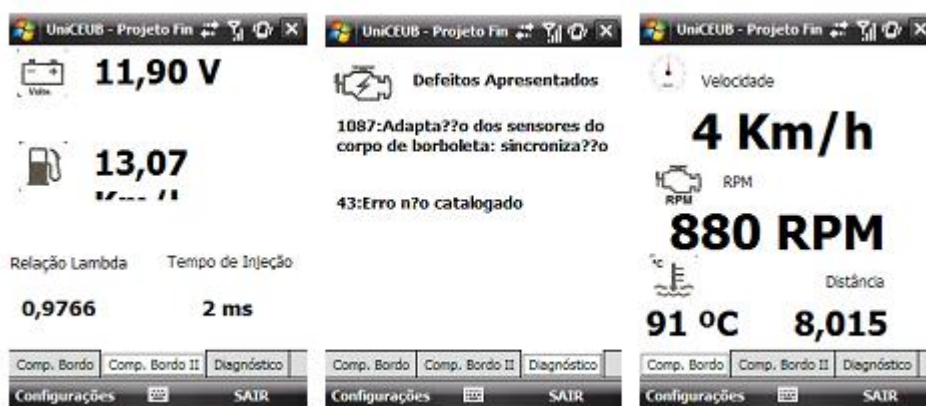 UniCEUB - Projeto Fin
11,90 V
Volts
13,07
Km/l
Relação Lambda Tempo de Injeção
0,9766 2 ms
Comp. Bordo Comp. Bordo II Diagnóstico
Configurações SAIR
UniCEUB - Projeto Fin
Defeitos Apresentados
1087:Adapta??o dos sensores do
corpo de borboleta: sincroniza??o
43:Erro n?o catalogado
Comp. Bordo Comp. Bordo II Diagnóstico
Configurações SAIR
UniCEUB - Projeto Fin
Velocidade
4 Km/h
RPM
RPM
880 RPM
ºC
Distância
91 ºC 8,015
Comp. Bordo Comp. Bordo II Diagnóstico
Configurações SAIR